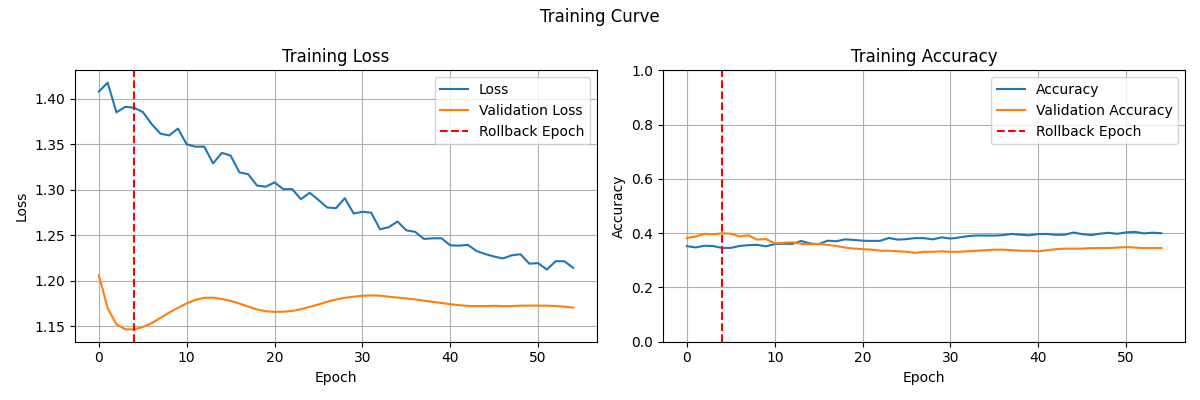 Training Curve
Training Loss
Loss
Validation Loss
Rollback Epoch
1.40
1.35
1.30
1.25
1.20
1.15
Loss
0
10
20
30
40
50
Epoch
Training Accuracy
Accuracy
Validation Accuracy
Rollback Epoch
1.0
0.8
0.6
0.4
0.2
0.0
Accuracy
0
10
20
30
40
50
Epoch